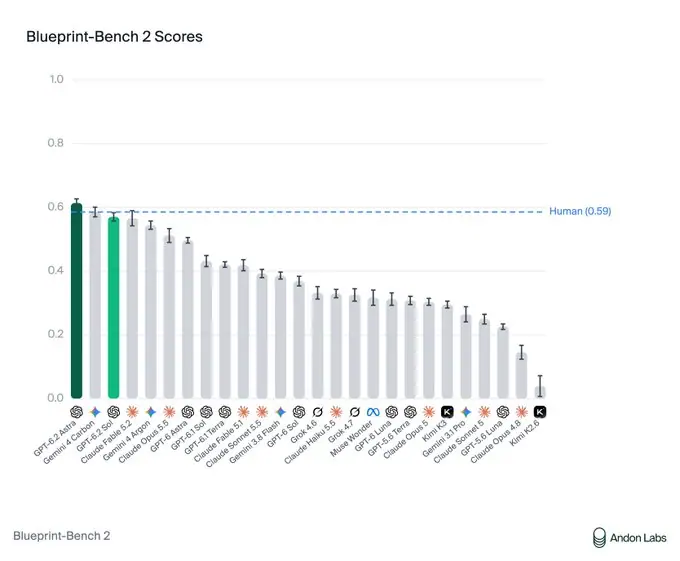 Blueprint-Bench 2 Scores
1.0
0.8
0.6
0.4
0.2
0.0
Human (0.59)
GPT-6.2 Astra
Gemini 4 Carbon
GPT-6.2 Sol
Claude Fable 5.2
Gemini 4 Argon
Claude Opus 5.5
GPT-6 Astra
GPT-6.1 Sol
GPT-6.1 Terra
Claude Fable 5.1
Claude Sonnet 5.5
Gemini 3.8 Flash
GPT-6 Sol
Grok 4.6
Claude Haiku 5.5
Grok 4.7
Muse Wonder
GPT-6 Luna
GPT-5.6 Terra
Claude Opus 5
Kimi K3
Gemini 3.1 Pro
Claude Sonnet 5
GPT-5.6 Luna
Claude Opus 4.8
Kimi K2.6
Blueprint-Bench 2
Andon Labs